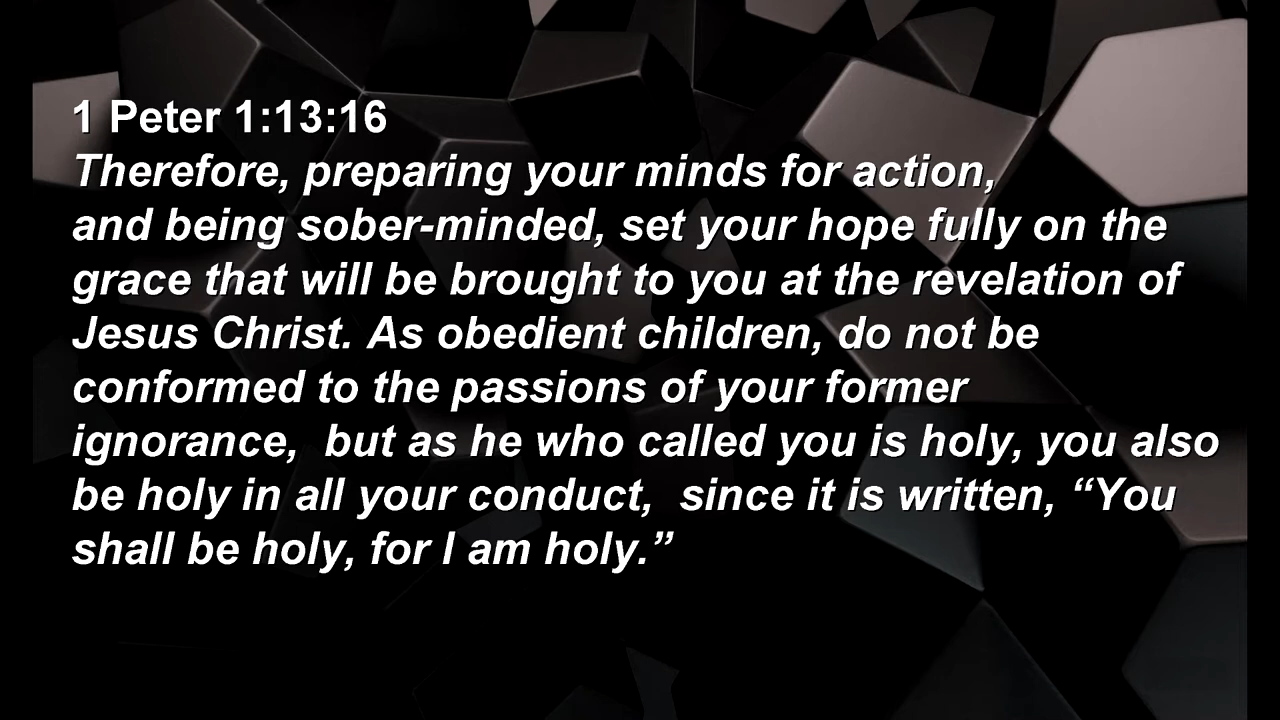 1 Peter 1:13:16
Therefore, preparing your minds for action,
and being sober-minded, set your hope fully on the
grace that will be brought to you at the revelation of
Jesus Christ. As obedient children, do not be
conformed to the passions of your former
ignorance,  but as he who called you is holy, you also
be holy in all your conduct,  since it is written, “You
shall be holy, for I am holy.”